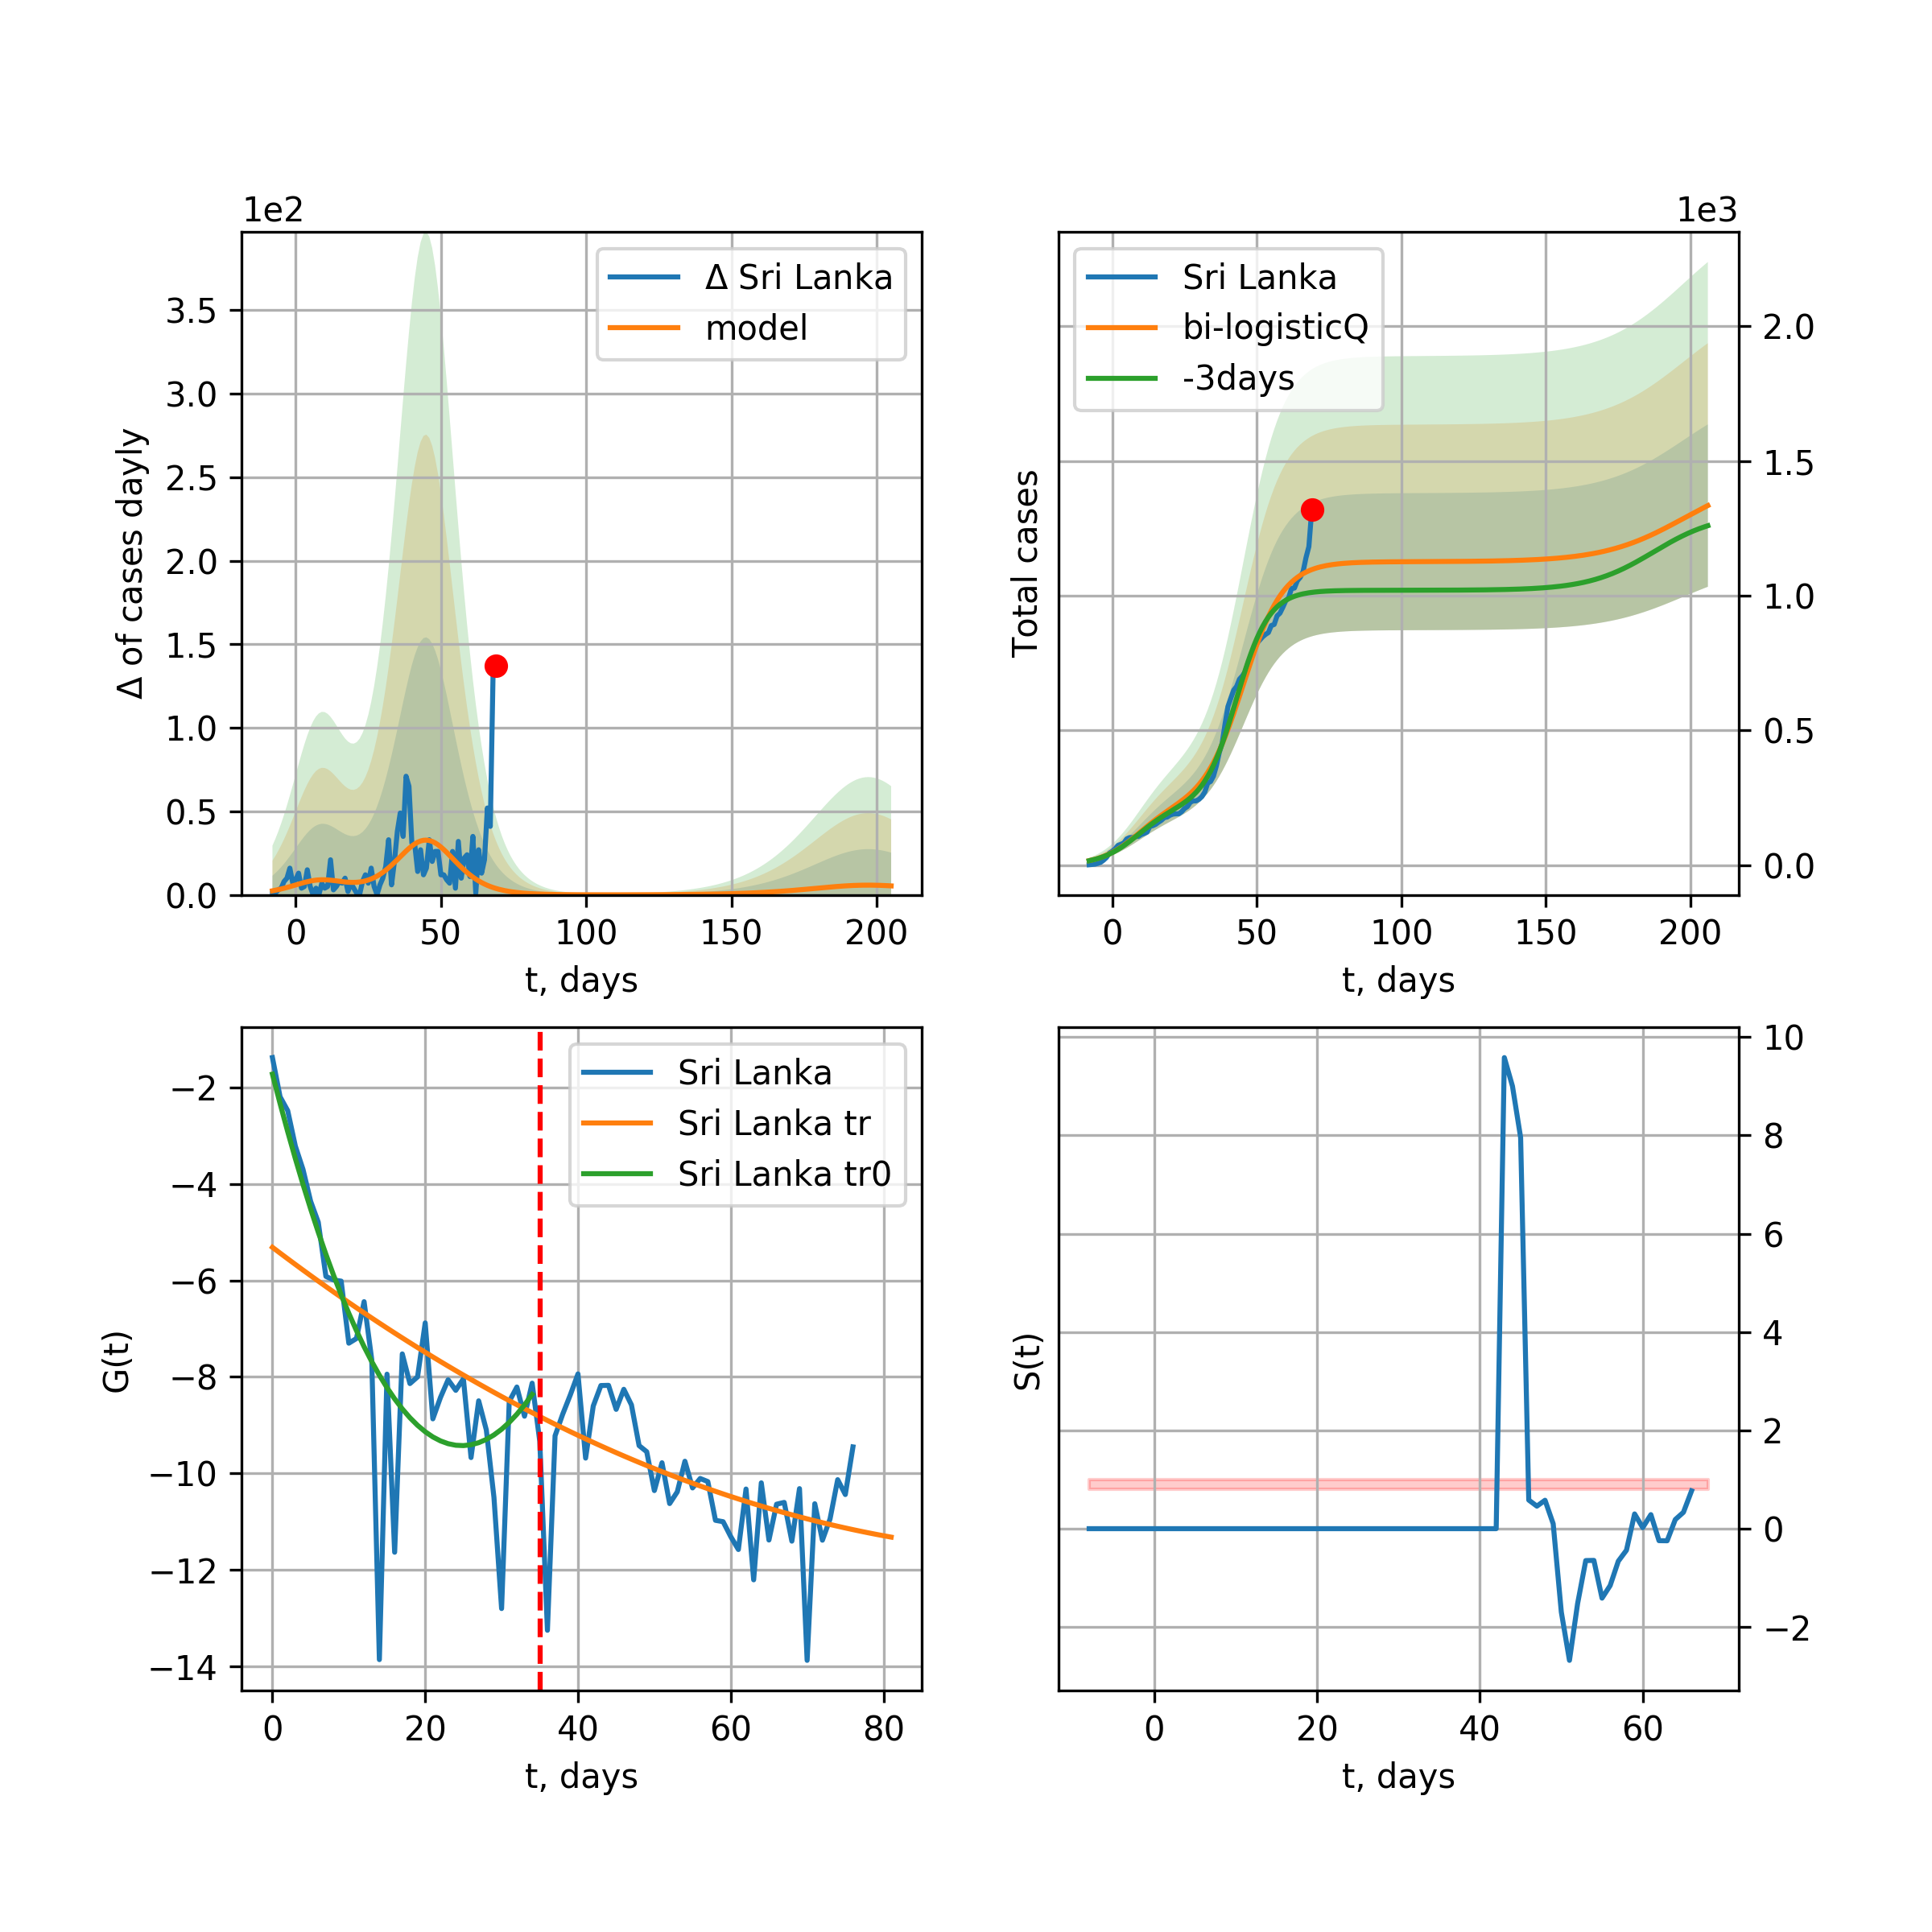 1e2
Δ of cases dayly
3.5
3.0
2.5
2.0
1.5
1.0
0.5
0.0
Δ Sri Lanka
model
0 50 100 150 200
t, days
1e3
Total cases
Sri Lanka
bi-logisticQ
-3days
2.0
1.5
1.0
0.5
0.0
0 50 100 150 200
t, days
G(t)
−2
−4
−6
−8
−10
−12
−14
Sri Lanka
Sri Lanka tr
Sri Lanka tr0
0 20 40 60 80
t, days
S(t)
10
8
6
4
2
0
−2
0 20 40 60
t, days